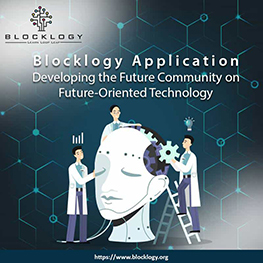 BLOCKLOGY
Blocklogy Application
Developing the Future Community on
Future-Oriented Technology
https://www.blocklogy.org